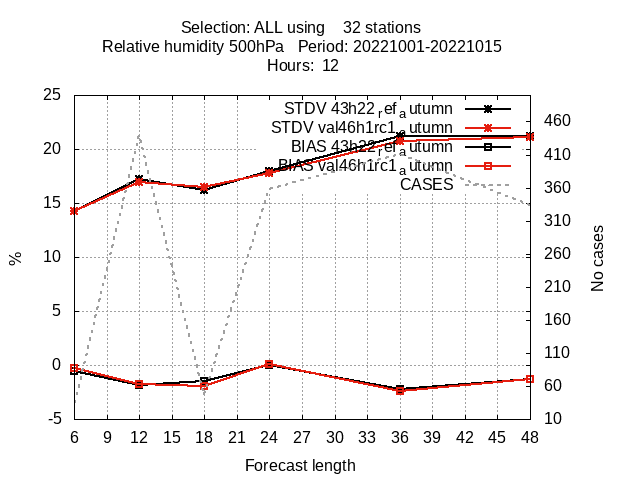 Selection: ALL using    32 stations
Relative humidity 500hPa   Period: 20221001-20221015
Hours:  12
25
20
15
10
5
0
-5
%
STDV 43h22_ref_autumn
STDV val46h1rc1_autumn
BIAS 43h22_ref_autumn
BIAS val46h1rc1_autumn
CASES
460
410
360
310
260
210
160
110
60
10
No cases
6 9 12 15 18 21 24 27 30 33 36 39 42 45 48
Forecast length